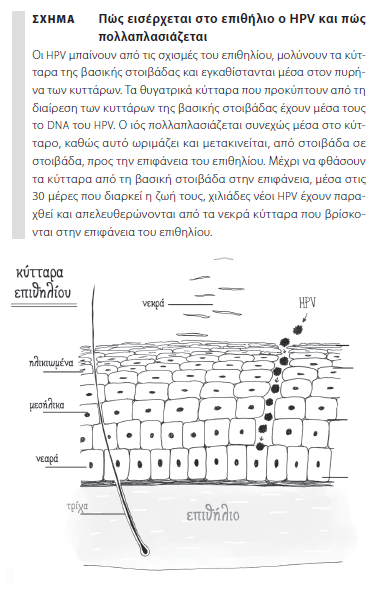 ΣΧΗΜΑ Πώς εισέρχεται στο επιθήλιο ο HPV και πώς
πολλαπλασιάζεται
Οι HPV μπαίνουν από τις σχισμές του επιθηλίου, μολύνουν τα κύτ-
ταρα της βασικής στοιβάδας και εγκαθίστανται μέσα στον πυρή-
να των κυττάρων. Τα θυγατρικά κύτταρα που προκύπτουν από τη
διαίρεση των κυττάρων της βασικής στοιβάδας έχουν μέσα τους
το DNA του HPV. Ο ιός πολλαπλασιάζεται συνεχώς μέσα στο κύτ-
ταρο, καθώς αυτό ωριμάζει και μετακινείται, από στοιβάδα σε
στοιβάδα, προς την επιφάνεια του επιθηλίου. Μέχρι να φθάσουν
τα κύτταρα από τη βασική στοιβάδα στην επιφάνεια, μέσα στις
30 μέρες που διαρκεί η ζωή τους, χιλιάδες νέοι HPV έχουν παρα-
χθεί και απελευθερώνονται από τα νεκρά κύτταρα που βρίσκο-
νται στην επιφάνεια του επιθηλίου.
κύτταρα
επιθηλίου
νεκρά
HPV
ηλικιωμένα
μεσήλικα
νεαρά
τρίχα
επιθήλιο